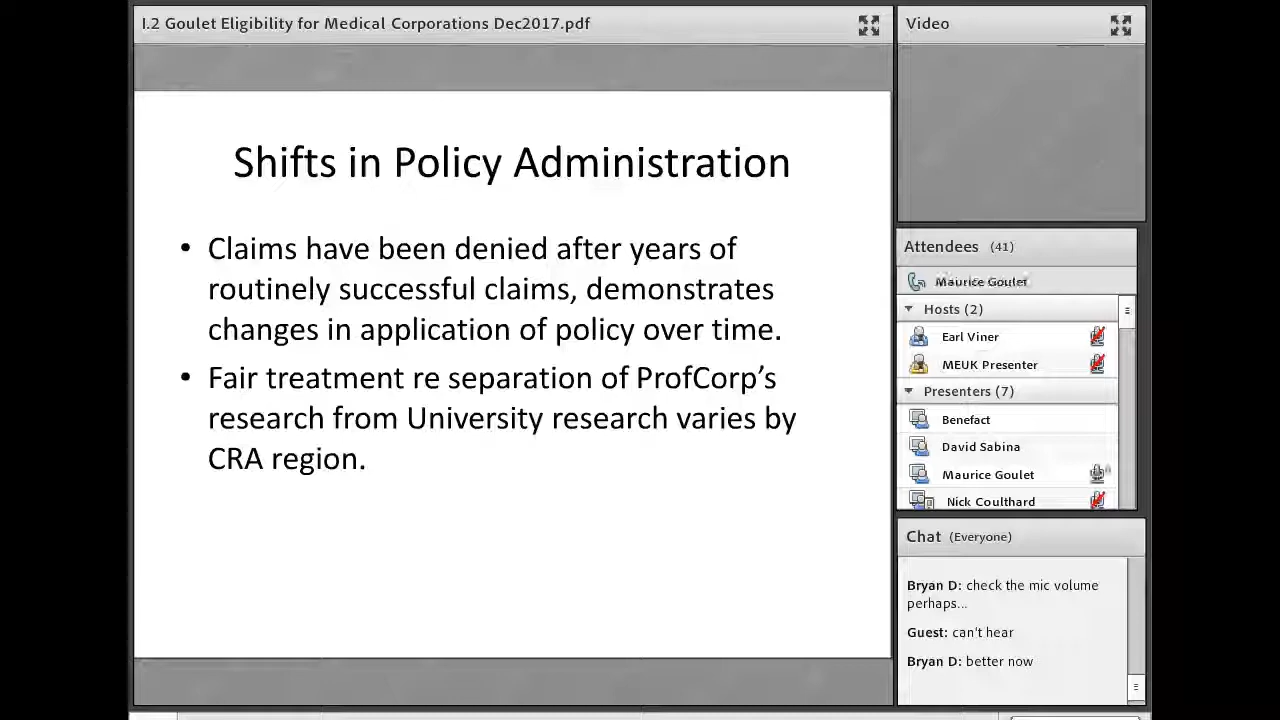 I.2 Goulet Eligibility for Medical Corporations Dec2017.pdf
Shifts in Policy Administration
• Claims have been denied after years of
routinely successful claims, demonstrates
changes in application of policy over time.
• Fair treatment re separation of ProfCorp’s
research from University research varies by
CRA region.
Video
Attendees (41)
Maurice Goulet
Hosts (2)
Earl Viner
MEUK Presenter
Presenters (7)
Benefact
David Sabina
Maurice Goulet
Nick Coulthard
Chat (Everyone)
Bryan D: check the mic volume
perhaps...
Guest: can't hear
Bryan D: better now